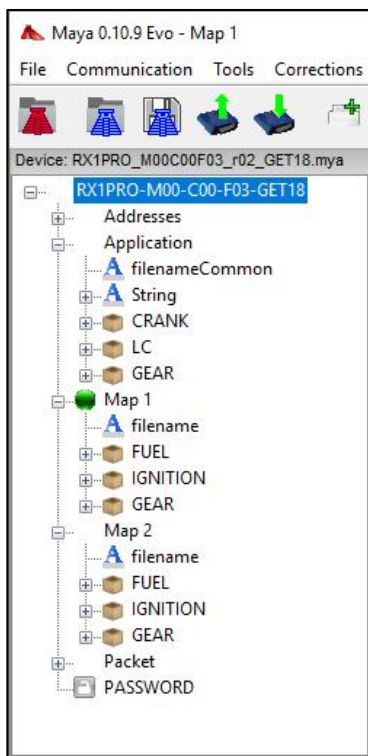 Maya 0.10.9 Evo - Map 1
File Communication Tools Corrections
Device: RX1PRO_M00C00F03_r02_GET18.mya
RX1PRO-M00-C00-F03-GET18
Addresses
Application
filenameCommon
String
CRANK
LC
GEAR
Map 1
filename
FUEL
IGNITION
GEAR
Map 2
filename
FUEL
IGNITION
GEAR
Packet
PASSWORD